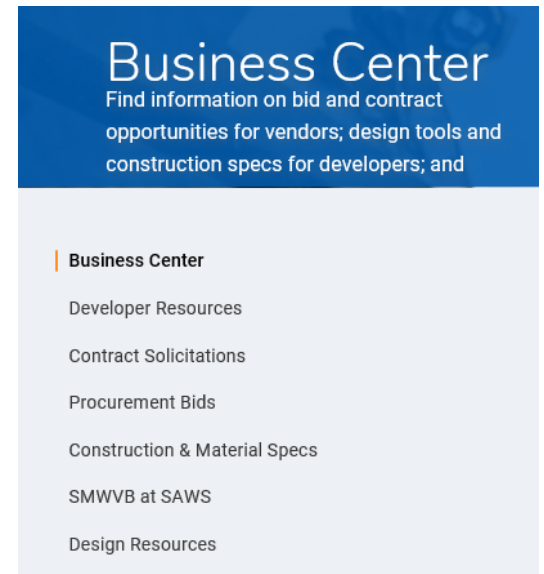 Business Center
Find information on bid and contract
opportunities for vendors; design tools and
construction specs for developers; and
Business Center
Developer Resources
Contract Solicitations
Procurement Bids
Construction & Material Specs
SMWVB at SAWS
Design Resources